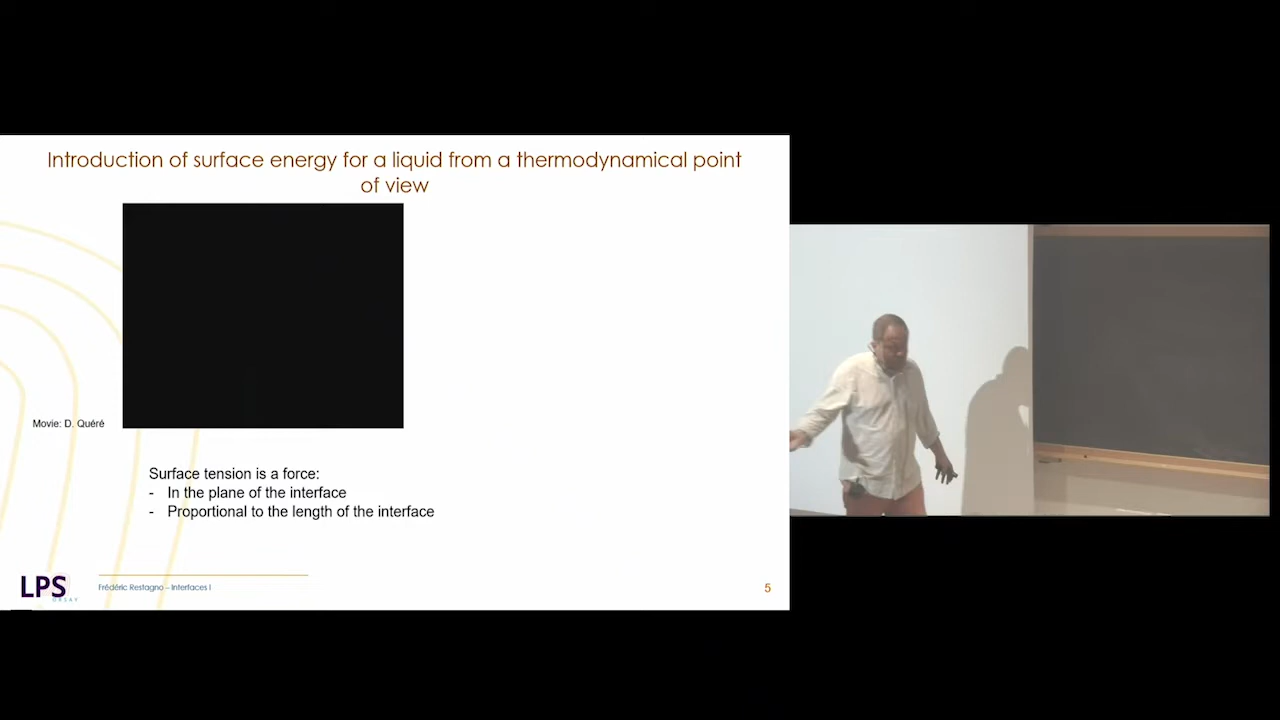 Introduction of surface energy for a liquid from a thermodynamical point
of view
Movie: D. Quéré
Surface tension is a force:
- In the plane of the interface
- Proportional to the length of the interface
LPS
ORSAY
Frédéric Restagno – Interfaces I
5